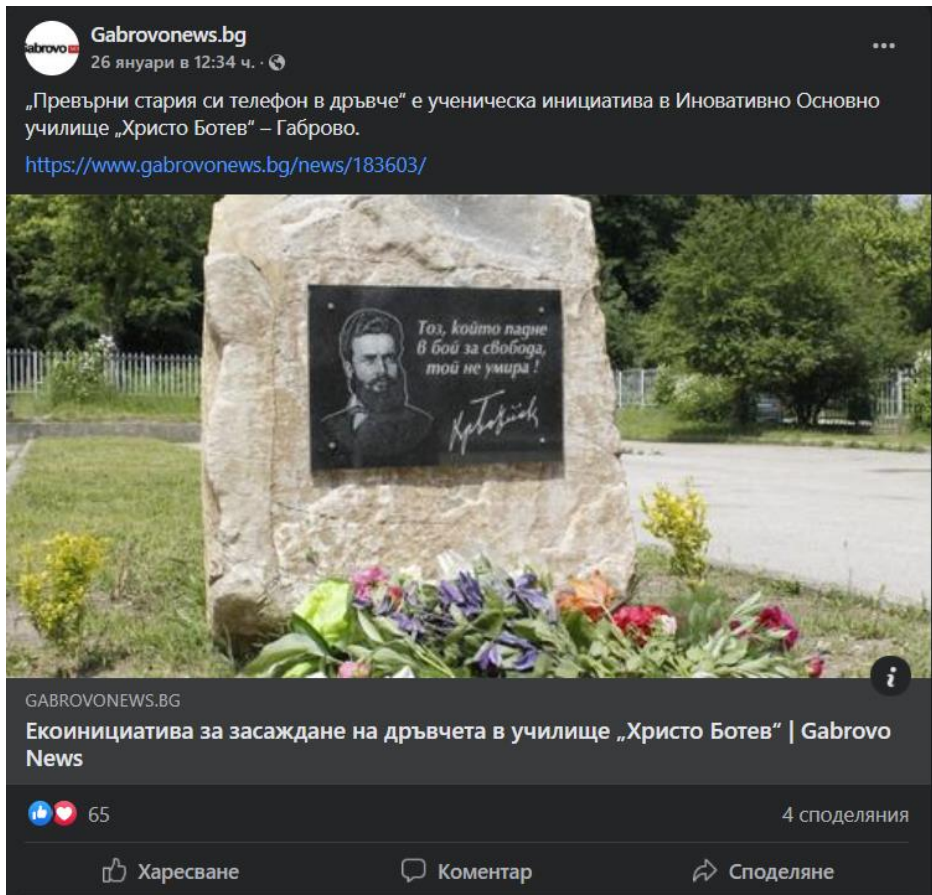 Gabrovonews.bg
abrovo
26 януари в 12:34 ч. ·
„Превърни стария си телефон в дръвче“ е ученическа инициатива в Иновативно Основно
училище „Христо Ботев“ – Габрово.
https://www.gabrovonews.bg/news/183603/
Тоз, който падне
в бой за свобода,
той не умира !
GABROVONEWS.BG
Екоинициатива за засаждане на дръвчета в училище „Христо Ботев“ | Gabrovo
News
65
4 споделяния
Харесване
Коментар
Споделяне